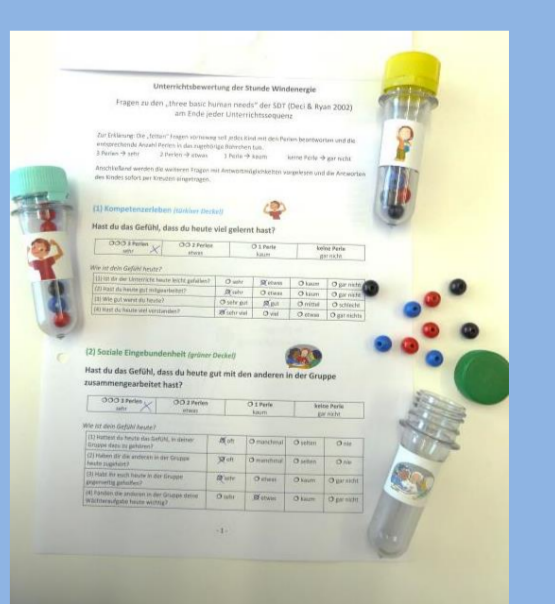 Unterrichtsbewertung der Stunde Windenergie
Fragen zu den „three basic human needs" der SDT (Deci & Ryan 2002)
am Ende jeder Unterrichtssequenz
Zur Erklärung: Die „fetten" Fragen vorneweg soll jedes Kind mit den Perlen beantworten und die
entsprechende Anzahl Perlen in das zugehörige Röhrchen tun.
3 Perlen → sehr 2 Perlen → etwas 1 Perle → kaum keine Perle → gar nicht
Anschließend werden die weiteren Fragen mit Antwortmöglichkeiten vorgelesen und die Antworten
des Kindes sofort per Kreuzen eingetragen.
(1) Kompetenzerleben (türkiser Deckel)
Hast du das Gefühl, dass du heute viel gelernt hast?
3 Perlen 2 Perlen 1 Perle keine Perle
sehr etwas kaum gar nicht
Wie ist dein Gefühl heute?
(1) Ist dir der Unterricht heute leicht gefallen? sehr etwas kaum gar nicht
(2) Hast du heute gut mitgearbeitet? sehr etwas kaum gar nicht
(3) Wie gut warst du heute? sehr gut gut mittel schlecht
(4) Hast du heute viel verstanden? sehr viel viel etwas gar nichts
(2) Soziale Eingebundenheit (grüner Deckel)
Hast du das Gefühl, dass du heute gut mit den anderen in der Gruppe
zusammengearbeitet hast?
3 Perlen 2 Perlen 1 Perle keine Perle
sehr etwas kaum gar nicht
Wie ist dein Gefühl heute?
(1) Hattest du heute das Gefühl, in deiner
Gruppe dazu zu gehören? oft manchmal selten nie
(2) Haben dir die anderen in der Gruppe
heute zugehört? oft manchmal selten nie
(3) Habt ihr euch heute in der Gruppe
gegenseitig geholfen? sehr etwas kaum gar nicht
(4) Fanden die anderen in der Gruppe deine
Wächteraufgabe heute wichtig? sehr etwas kaum gar nicht
- 1 -